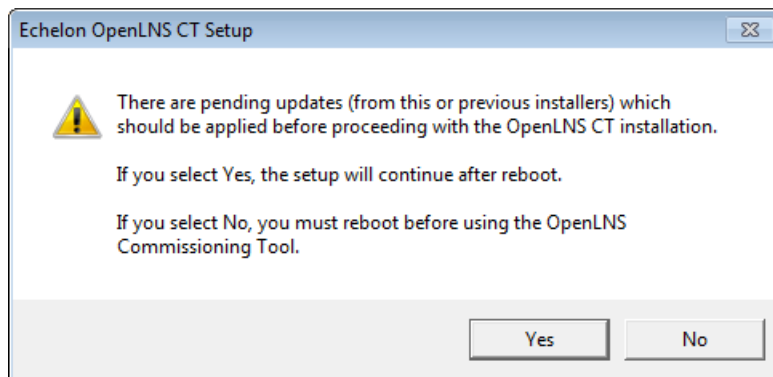 Echelon OpenLNS CT Setup
There are pending updates (from this or previous installers) which
should be applied before proceeding with the OpenLNS CT installation.
If you select Yes, the setup will continue after reboot.
If you select No, you must reboot before using the OpenLNS
Commissioning Tool.
Yes
No